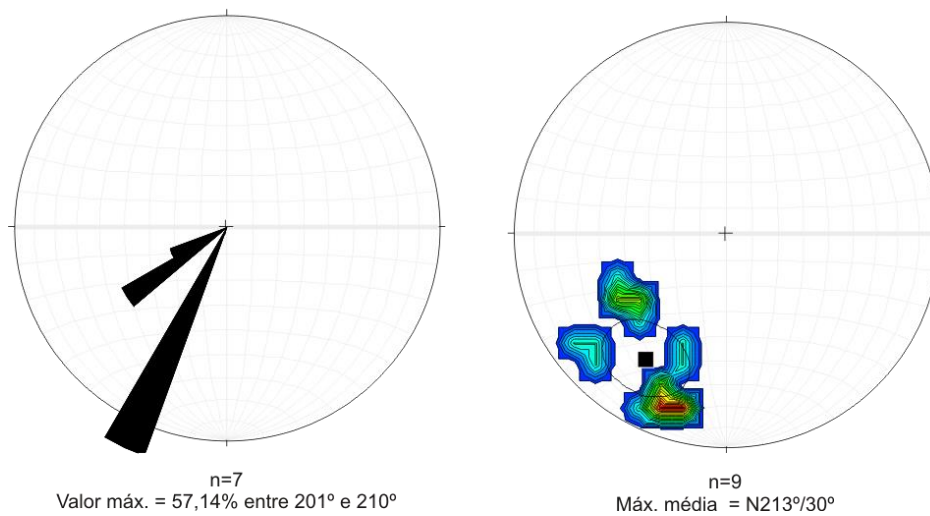 n=7
Valor máx. = 57,14% entre 201º e 210º
n=9
Máx. média = N213º/30º